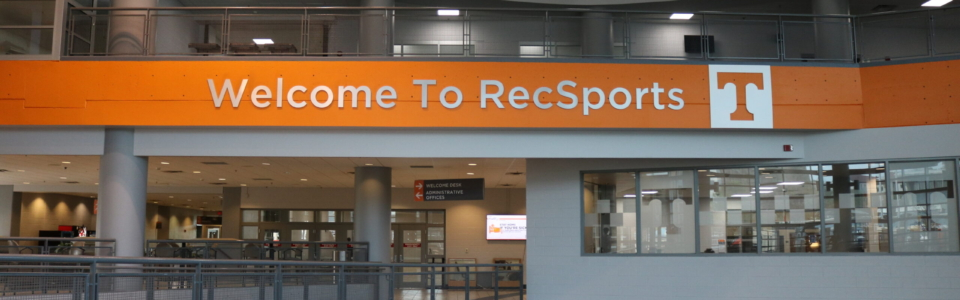 Welcome To RecSports T
WELCOME DESK
ADMINISTRATIVE
OFFICES